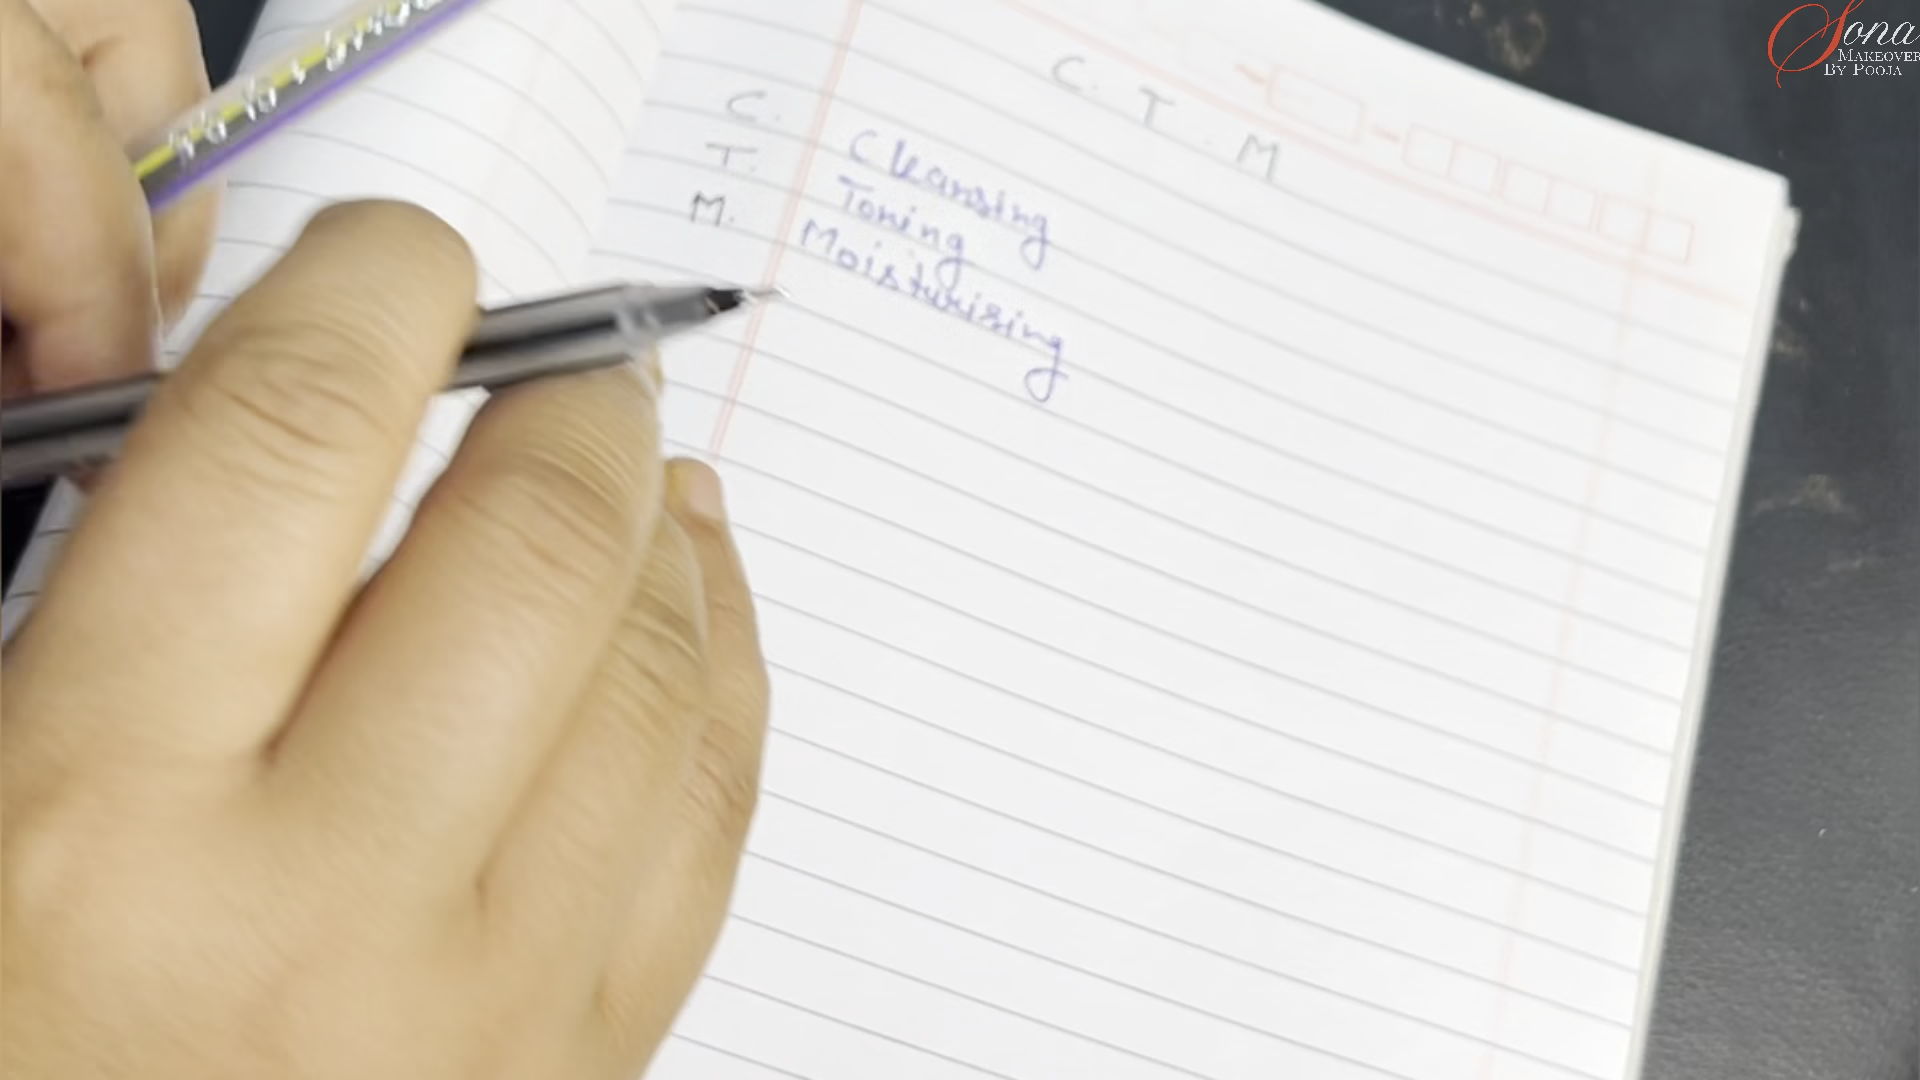 C. T. M
C. Cleansing
T. Toning
M. Moisturising
Sona
MAKEOVER
BY POOJA